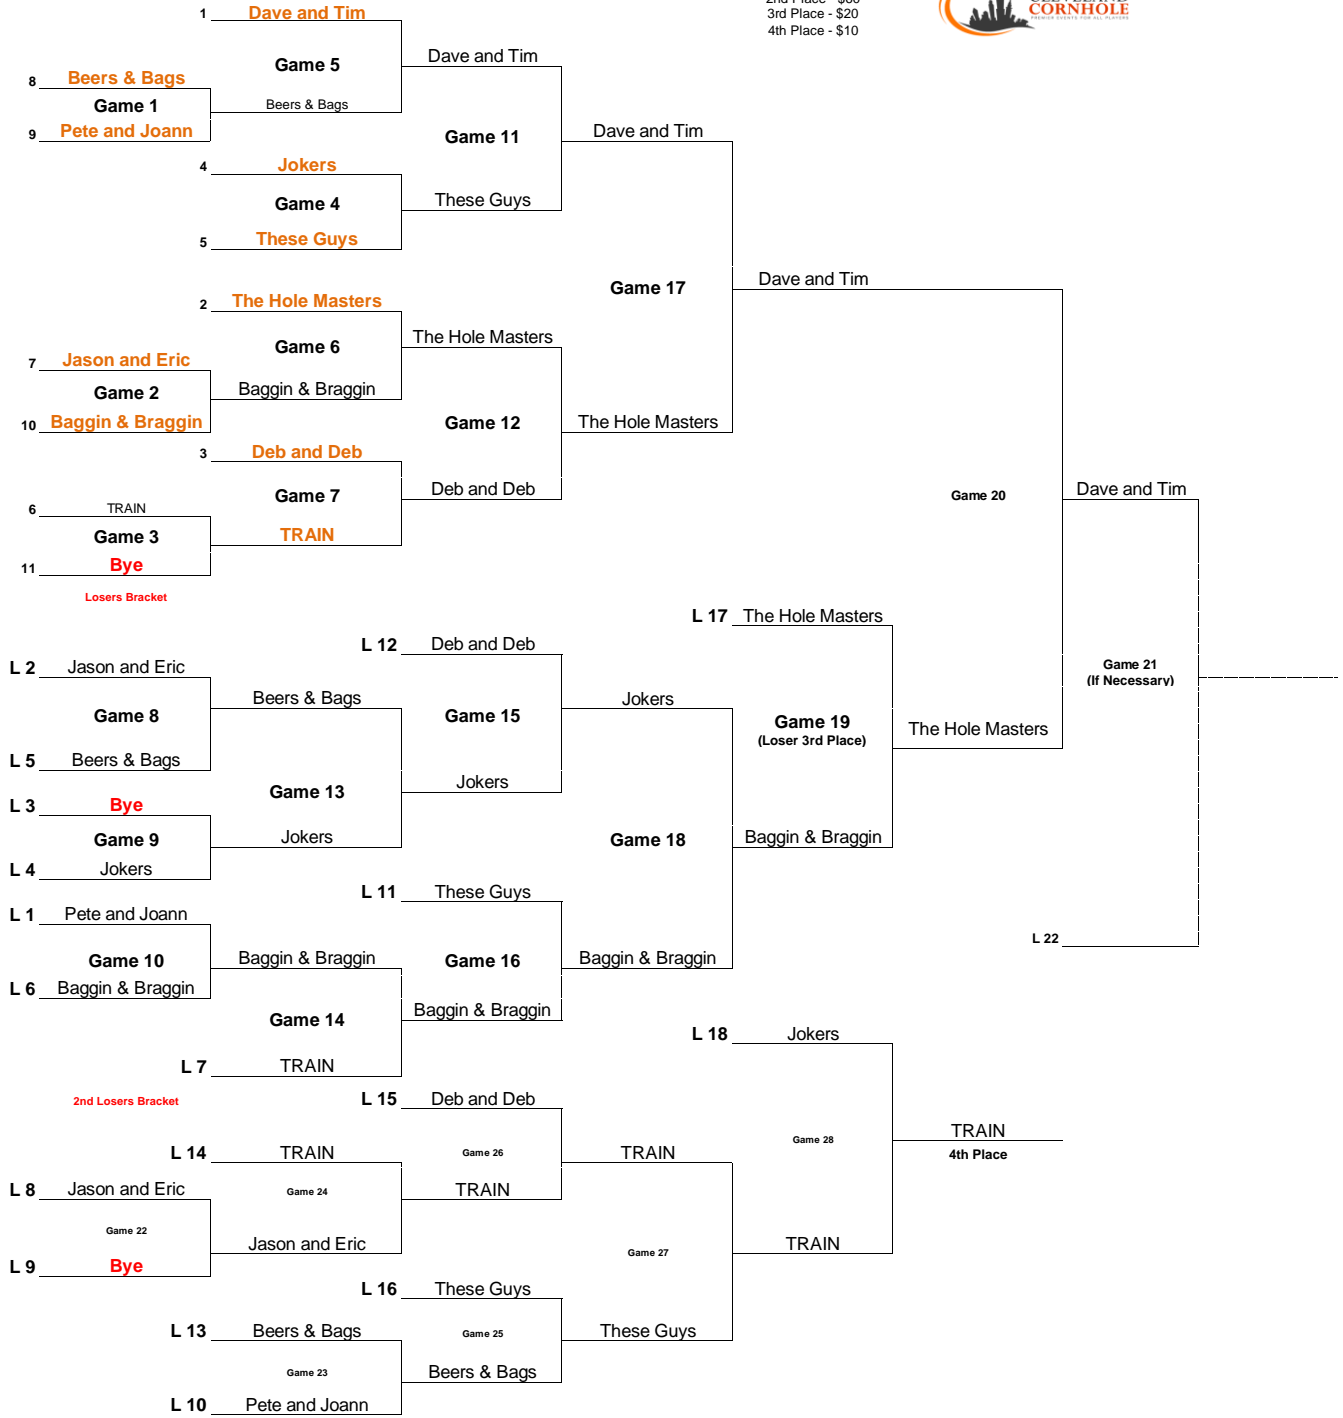 1 Dave and Tim
2nd Place - $60
3rd Place - $20
4th Place - $10
CLEVELAND
CORNHOLE
PREMIER EVENTS FOR ALL PLAYERS
Game 5
Dave and Tim
8 Beers & Bags
Game 1
Beers & Bags
9 Pete and Joann
Game 11
Dave and Tim
4 Jokers
Game 4
These Guys
5 These Guys
Game 17
Dave and Tim
2 The Hole Masters
Game 6
The Hole Masters
7 Jason and Eric
Game 2
Baggin & Braggin
10 Baggin & Braggin
Game 12
The Hole Masters
3 Deb and Deb
Game 7
Deb and Deb
Game 20
Dave and Tim
6 TRAIN
Game 3
TRAIN
11 Bye
Losers Bracket
L 17 The Hole Masters
L 12 Deb and Deb
L 2 Jason and Eric
Game 21
(If Necessary)
Beers & Bags
Jokers
Game 8
Game 15
Game 19
(Loser 3rd Place)
The Hole Masters
L 5 Beers & Bags
Jokers
Game 13
L 3 Bye
Game 9
Jokers
Game 18
Baggin & Braggin
L 4 Jokers
L 11 These Guys
L 1 Pete and Joann
L 22
Game 10
Baggin & Braggin
Game 16
Baggin & Braggin
L 6 Baggin & Braggin
Baggin & Braggin
Game 14
L 18 Jokers
L 7 TRAIN
2nd Losers Bracket
L 15 Deb and Deb
TRAIN
Game 28
4th Place
L 14 TRAIN
Game 26
TRAIN
L 8 Jason and Eric
Game 24
TRAIN
Game 22
Jason and Eric
Game 27
TRAIN
L 9 Bye
L 16 These Guys
L 13 Beers & Bags
Game 25
These Guys
Game 23
Beers & Bags
L 10 Pete and Joann